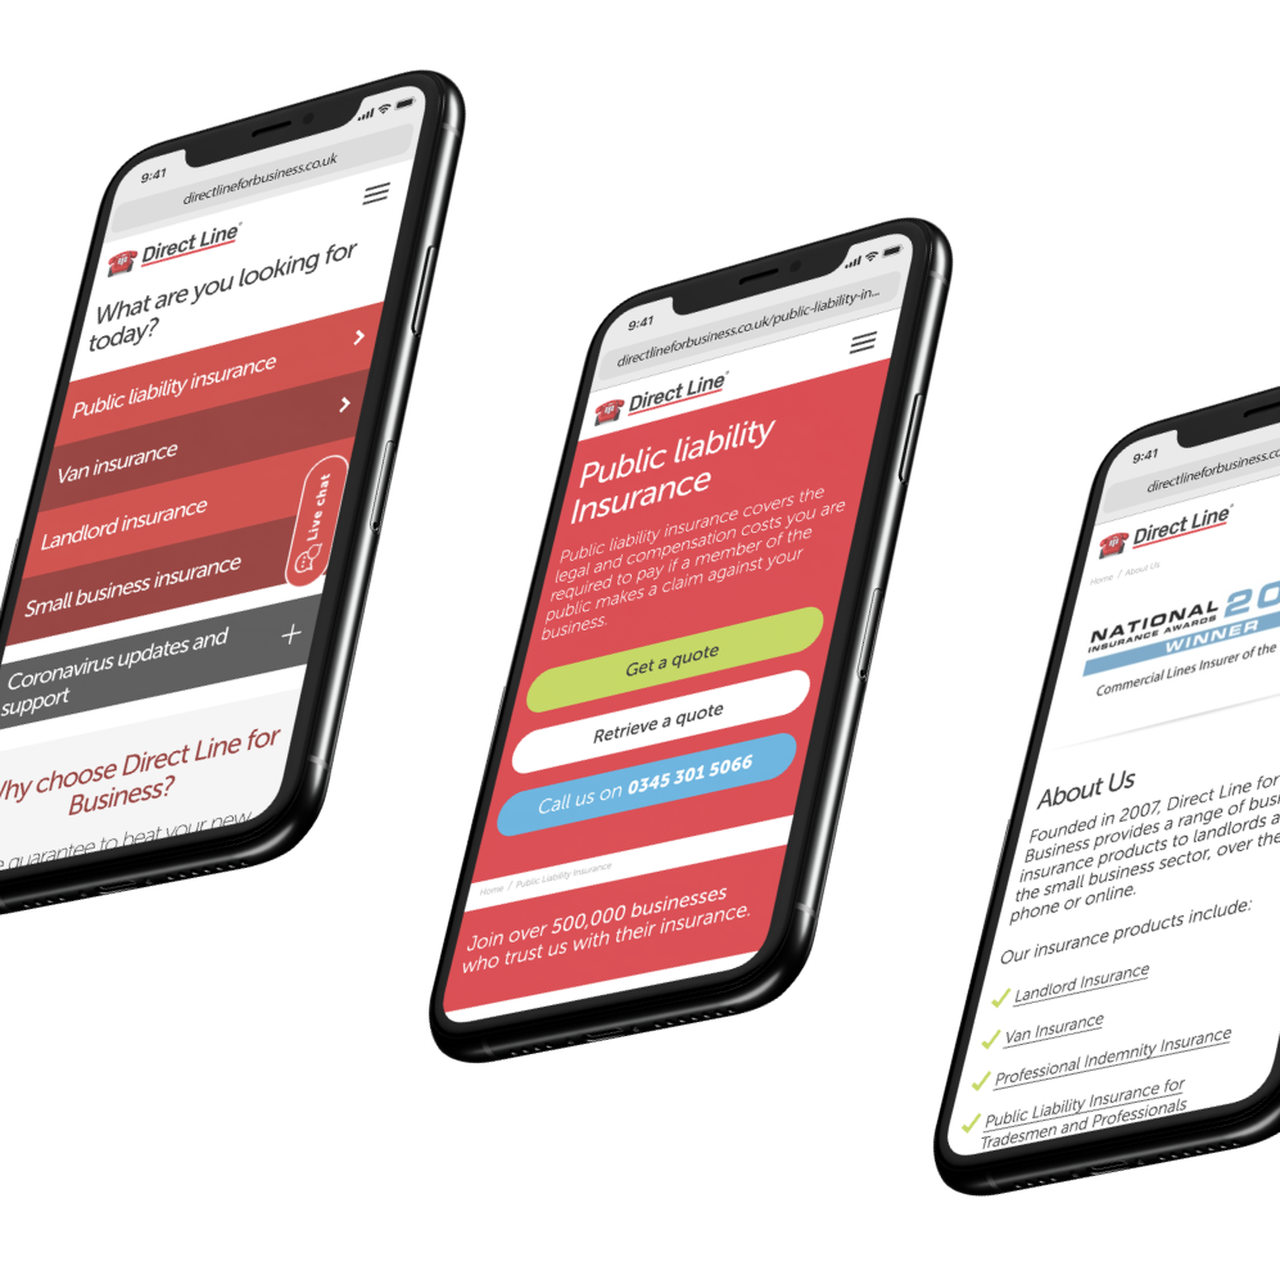 9:41
directlineforbusiness.co.uk
Direct Line®
What are you looking for
today?
Public liability insurance
Van insurance
Landlord insurance
Small business insurance
Live chat
Coronavirus updates and
support
hy choose Direct Line for
Business?
guarantee to beat your new
9:41
directlineforbusiness.co.uk/public-liability-in...
Direct Line®
Public liability
Insurance
Public liability insurance covers the
legal and compensation costs you are
required to pay if a member of the
public makes a claim against your
business.
Get a quote
Retrieve a quote
Call us on 0345 301 5066
Home / Public Liability Insurance
Join over 500,000 businesses
who trust us with their insurance.
9:41
directlineforbusiness.c
Direct Line®
Home / About Us
NATIONAL 20
INSURANCE AWARDS
WINNER
Commercial Lines Insurer of the
About Us
Founded in 2007, Direct Line for
Business provides a range of busi
insurance products to landlords a
the small business sector, over the
phone or online.
Our insurance products include:
Landlord Insurance
Van Insurance
Professional Indemnity Insurance
Public Liability Insurance for
Tradesmen and Professionals